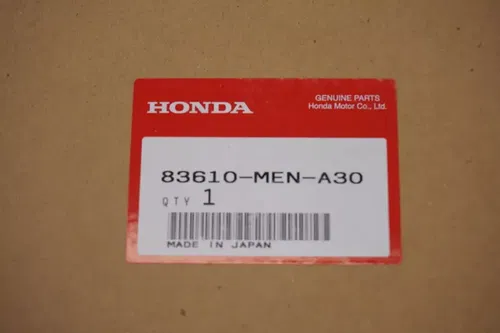 HONDA
GENUINE PARTS
Honda Motor Co., Ltd.
83610-MEN-A30
QTY 1
MADE IN JAPAN